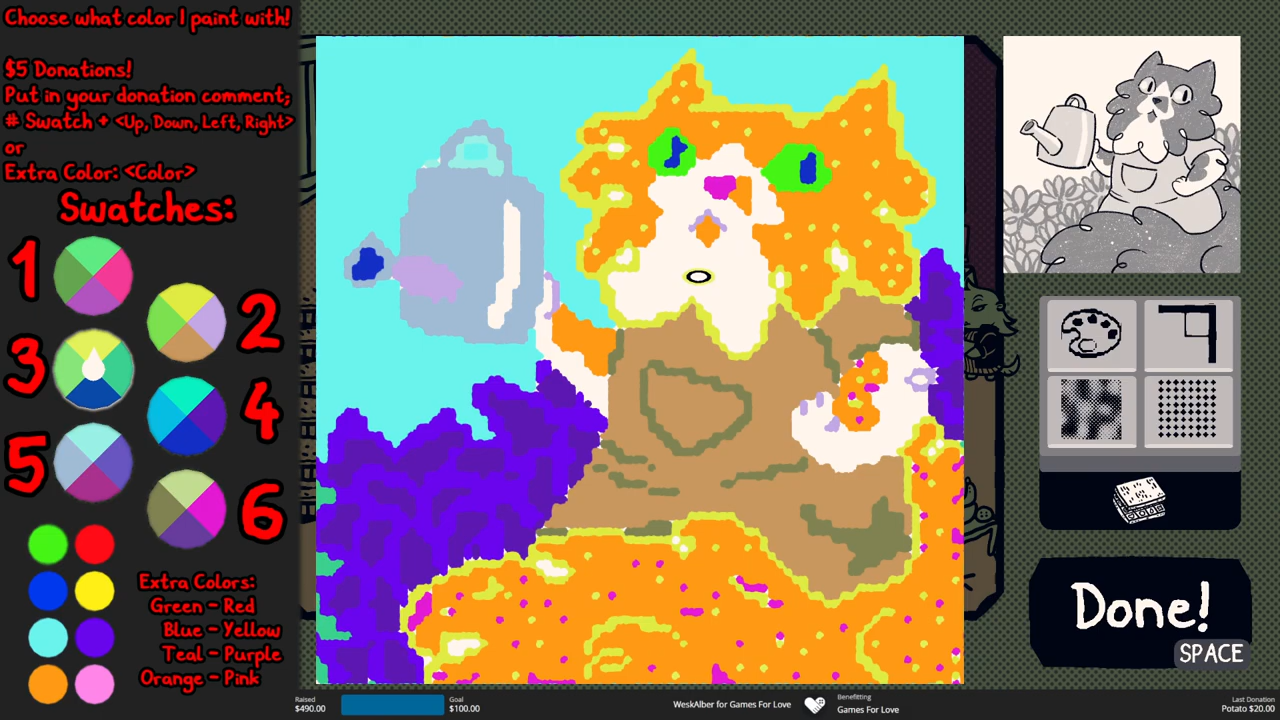 Choose what color I paint with!
$5 Donations!
Put in your donation comment;
# Swatch + <Up, Down, Left, Right>
or
Extra Color: <Color>
Swatches:
1
2
3
4
5
6
Extra Colors:
Green - Red
Blue - Yellow
Teal - Purple
Orange - Pink
Done!
SPACE
Raised
$490.00
Goal
$100.00
WeskAlber for Games For Love
Benefitting
Games For Love
Last Donation
Potato $20.00